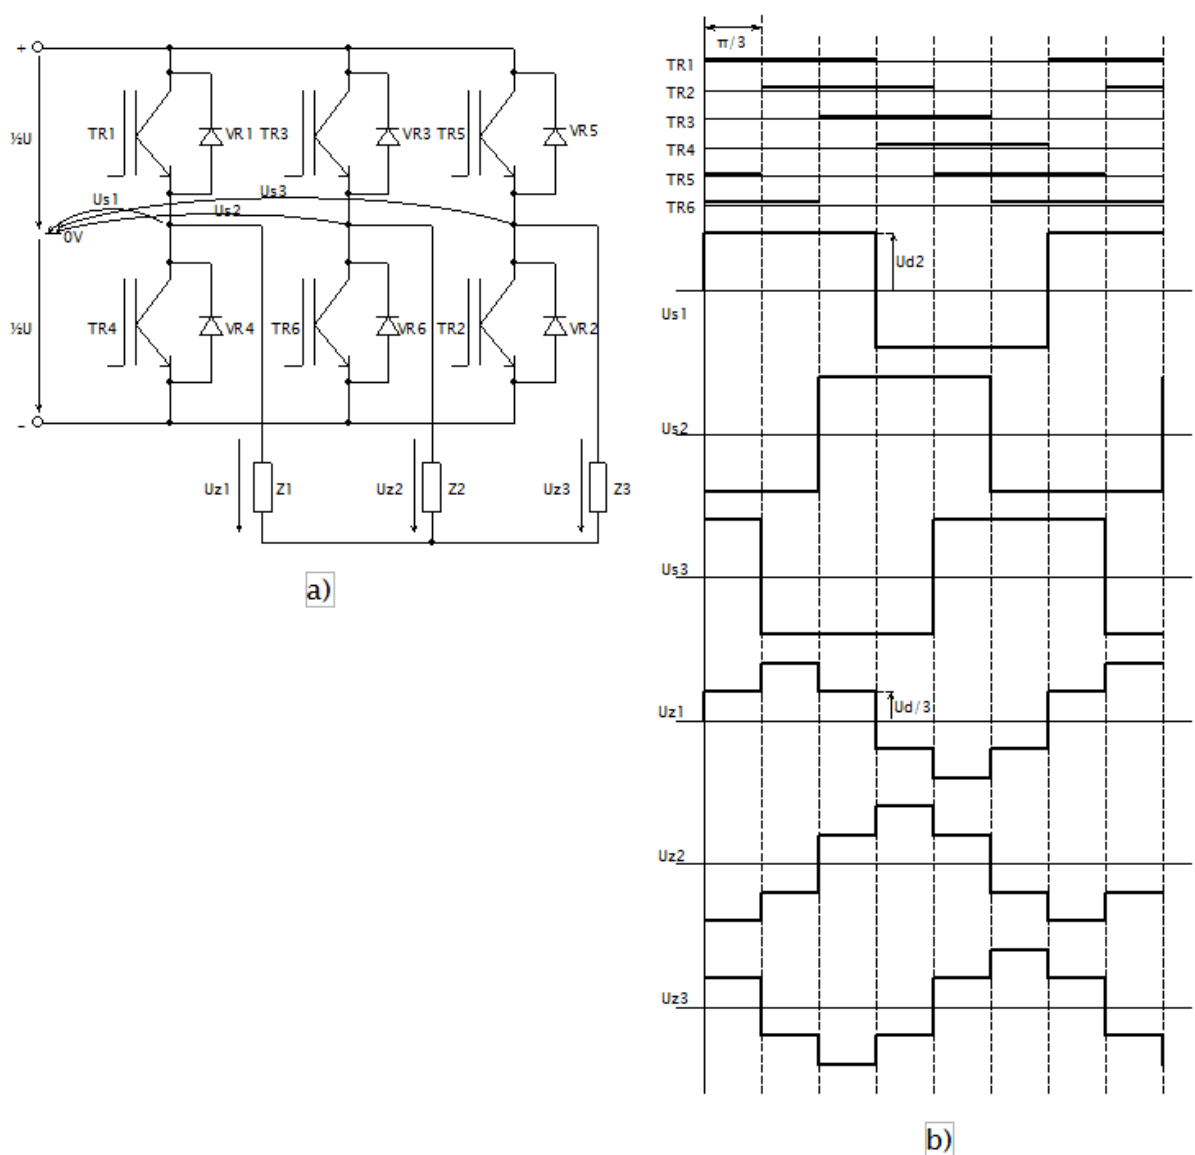 +
½U
TR1
VR1
TR3
VR3
TR5
VR5
Us1
Us3
Us2
0V
½U
TR4
VR4
TR6
VR6
TR2
VR2
-
Uz1
Z1
Uz2
Z2
Uz3
Z3
a)
π/3
TR1
TR2
TR3
TR4
TR5
TR6
Ud2
Us1
Us2
Us3
Uz1
Ud/3
Uz2
Uz3
b)